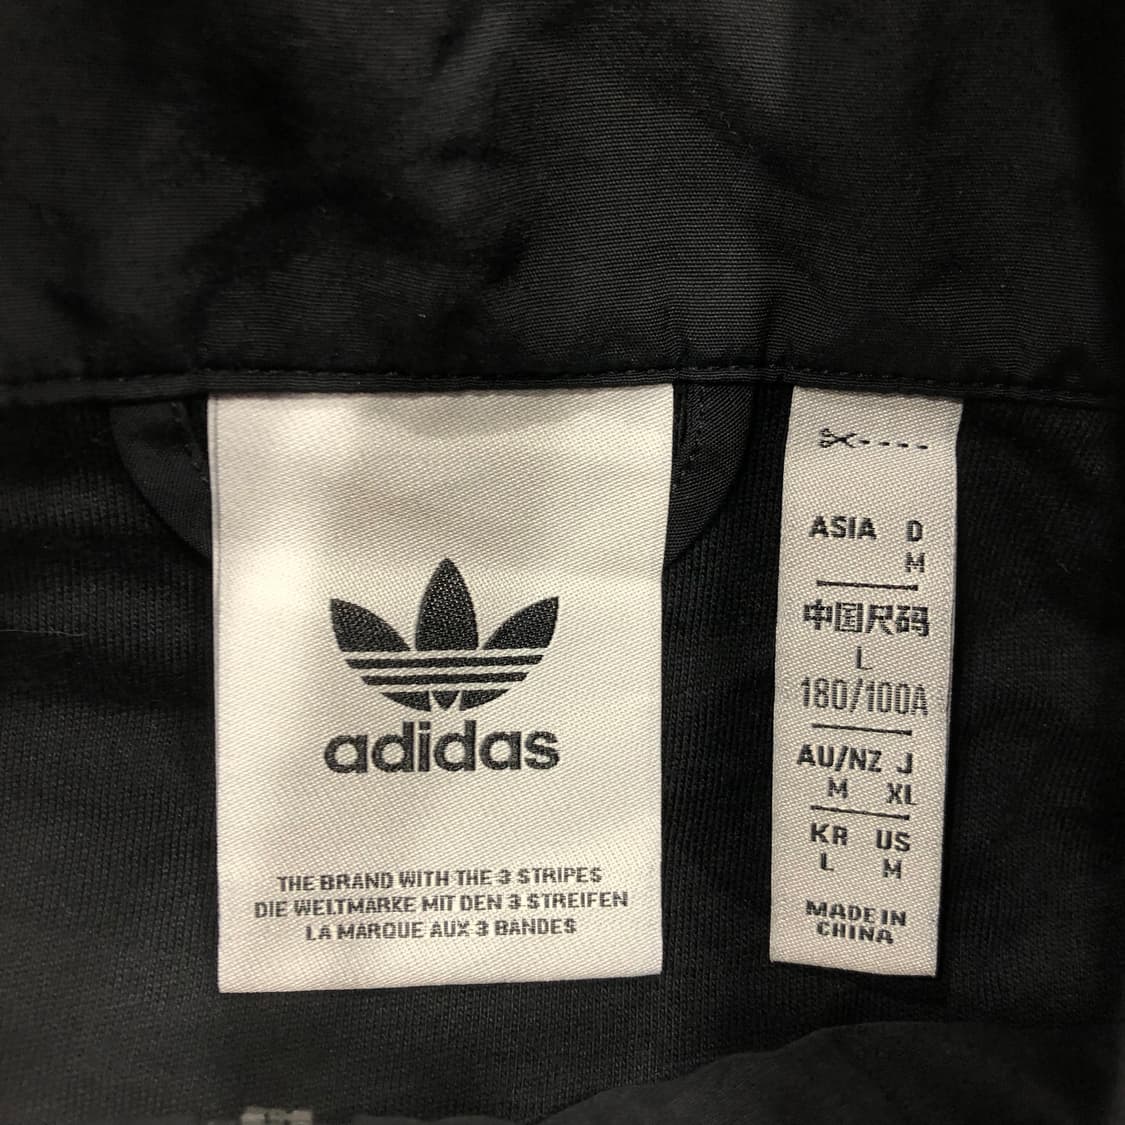 adidas
THE BRAND WITH THE 3 STRIPES
DIE WELTMARKE MIT DEN 3 STREIFEN
LA MARQUE AUX 3 BANDES
ASIA D
M
中国尺码
L
180/100A
AU/NZ J
M XL
KR US
L M
MADE IN
CHINA